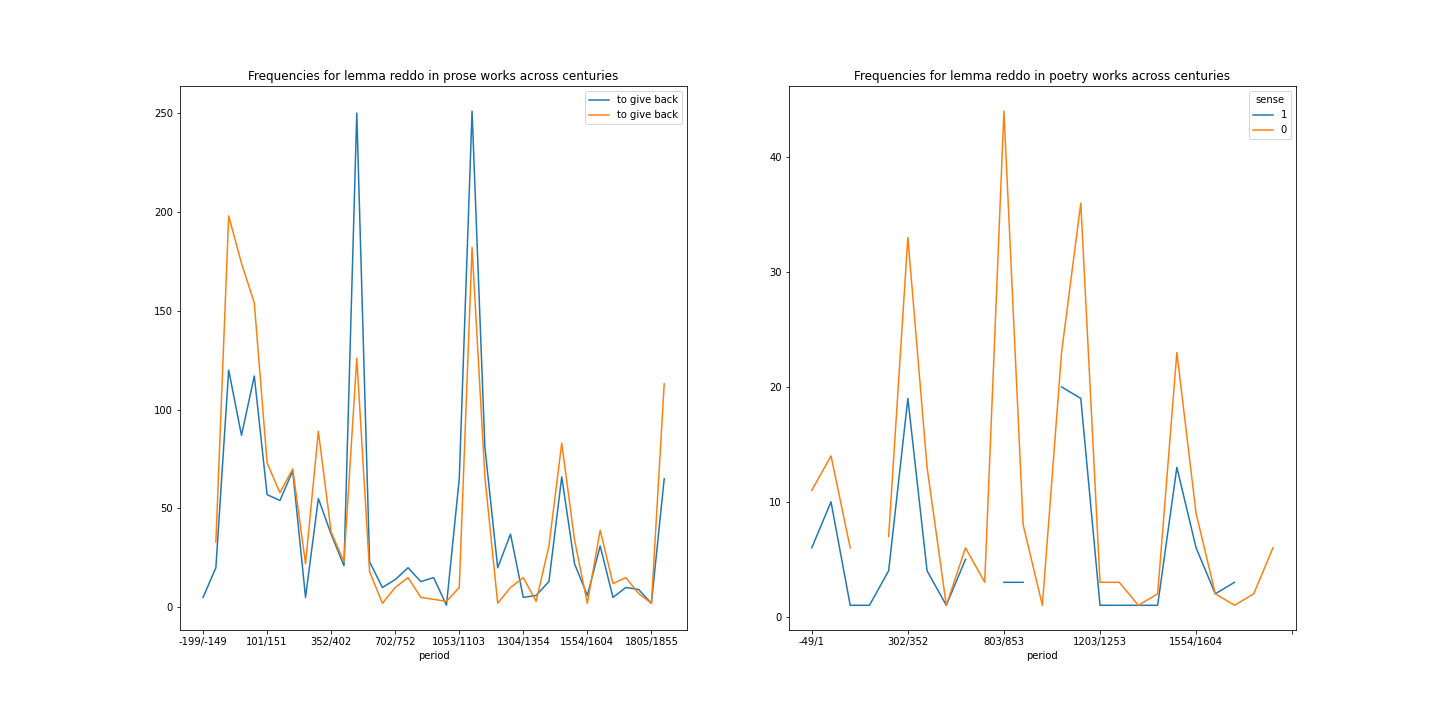 Frequencies for lemma reddo in prose works across centuries
to give back
to give back
250
200
150
100
50
0
-199/-149 101/151 352/402 702/752 1053/1103 1304/1354 1554/1604 1805/1855
period
Frequencies for lemma reddo in poetry works across centuries
sense
1
0
40
30
20
10
0
-49/1 302/352 803/853 1203/1253 1554/1604
period